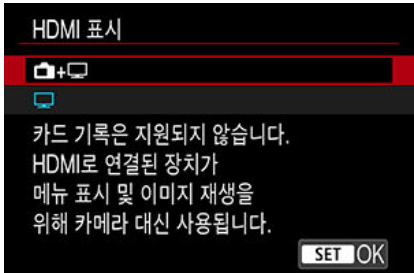 HDMI 표시
+
카드 기록은 지원되지 않습니다.
HDMI로 연결된 장치가
메뉴 표시 및 이미지 재생을
위해 카메라 대신 사용됩니다.
SET OK